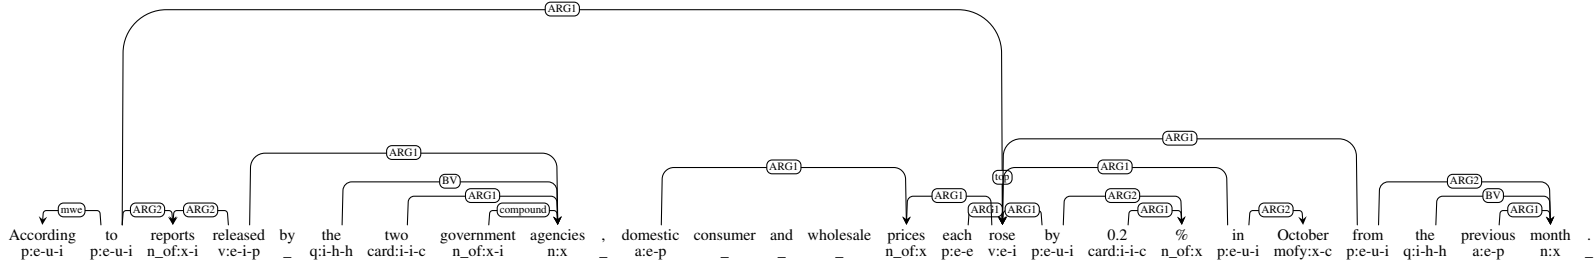 ARG1
ARG1
ARG1
ARG1
ARG1
BV
top
ARG2
mwe
ARG2
ARG2
compound
ARG1
ARG1
ARG1
ARG1
ARG2
ARG1
ARG2
BV
ARG1
According to reports released by the two government agencies , domestic consumer and wholesale prices each rose by 0.2 % in October from the previous month .
p:e-u-i p:e-u-i n_of:x-i v:e-i-p _ q:i-h-h card:i-i-c n_of:x-i n:x _ a:e-p _ _ _ n_of:x p:e-e v:e-i p:e-u-i card:i-i-c n_of:x p:e-u-i mofy:x-c p:e-u-i q:i-h-h a:e-p n:x _